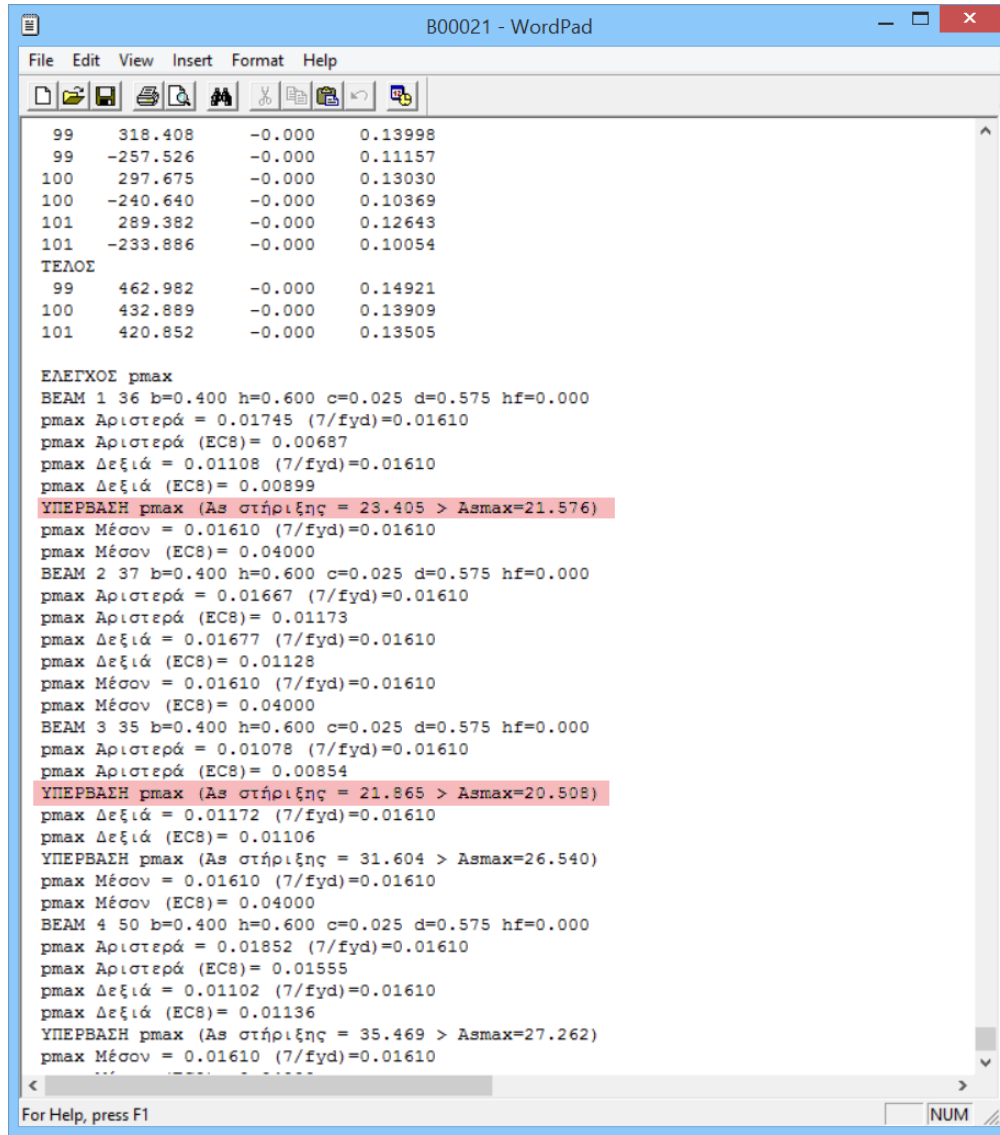 B00021 - WordPad
File Edit View Insert Format Help
99 318.408 -0.000 0.13998
99 -257.526 -0.000 0.11157
100 297.675 -0.000 0.13030
100 -240.640 -0.000 0.10369
101 289.382 -0.000 0.12643
101 -233.886 -0.000 0.10054
ΤΕΛΟΣ
99 462.982 -0.000 0.14921
100 432.889 -0.000 0.13909
101 420.852 -0.000 0.13505
ΕΛΕΓΧΟΣ pmax
BEAM 1 36 b=0.400 h=0.600 c=0.025 d=0.575 hf=0.000
pmax Αριστερά = 0.01745 (7/fyd)=0.01610
pmax Αριστερά (EC8)= 0.00687
pmax Δεξιά = 0.01108 (7/fyd)=0.01610
pmax Δεξιά (EC8)= 0.00899
ΥΠΕΡΒΑΣΗ pmax (As στήριξης = 23.405 > Asmax=21.576)
pmax Μέσον = 0.01610 (7/fyd)=0.01610
pmax Μέσον (EC8)= 0.04000
BEAM 2 37 b=0.400 h=0.600 c=0.025 d=0.575 hf=0.000
pmax Αριστερά = 0.01667 (7/fyd)=0.01610
pmax Αριστερά (EC8)= 0.01173
pmax Δεξιά = 0.01677 (7/fyd)=0.01610
pmax Δεξιά (EC8)= 0.01128
pmax Μέσον = 0.01610 (7/fyd)=0.01610
pmax Μέσον (EC8)= 0.04000
BEAM 3 35 b=0.400 h=0.600 c=0.025 d=0.575 hf=0.000
pmax Αριστερά = 0.01078 (7/fyd)=0.01610
pmax Αριστερά (EC8)= 0.00854
ΥΠΕΡΒΑΣΗ pmax (As στήριξης = 21.865 > Asmax=20.508)
pmax Δεξιά = 0.01172 (7/fyd)=0.01610
pmax Δεξιά (EC8)= 0.01106
ΥΠΕΡΒΑΣΗ pmax (As στήριξης = 31.604 > Asmax=26.540)
pmax Μέσον = 0.01610 (7/fyd)=0.01610
pmax Μέσον (EC8)= 0.04000
BEAM 4 50 b=0.400 h=0.600 c=0.025 d=0.575 hf=0.000
pmax Αριστερά = 0.01852 (7/fyd)=0.01610
pmax Αριστερά (EC8)= 0.01555
pmax Δεξιά = 0.01102 (7/fyd)=0.01610
pmax Δεξιά (EC8)= 0.01136
ΥΠΕΡΒΑΣΗ pmax (As στήριξης = 35.469 > Asmax=27.262)
pmax Μέσον = 0.01610 (7/fyd)=0.01610
For Help, press F1
NUM